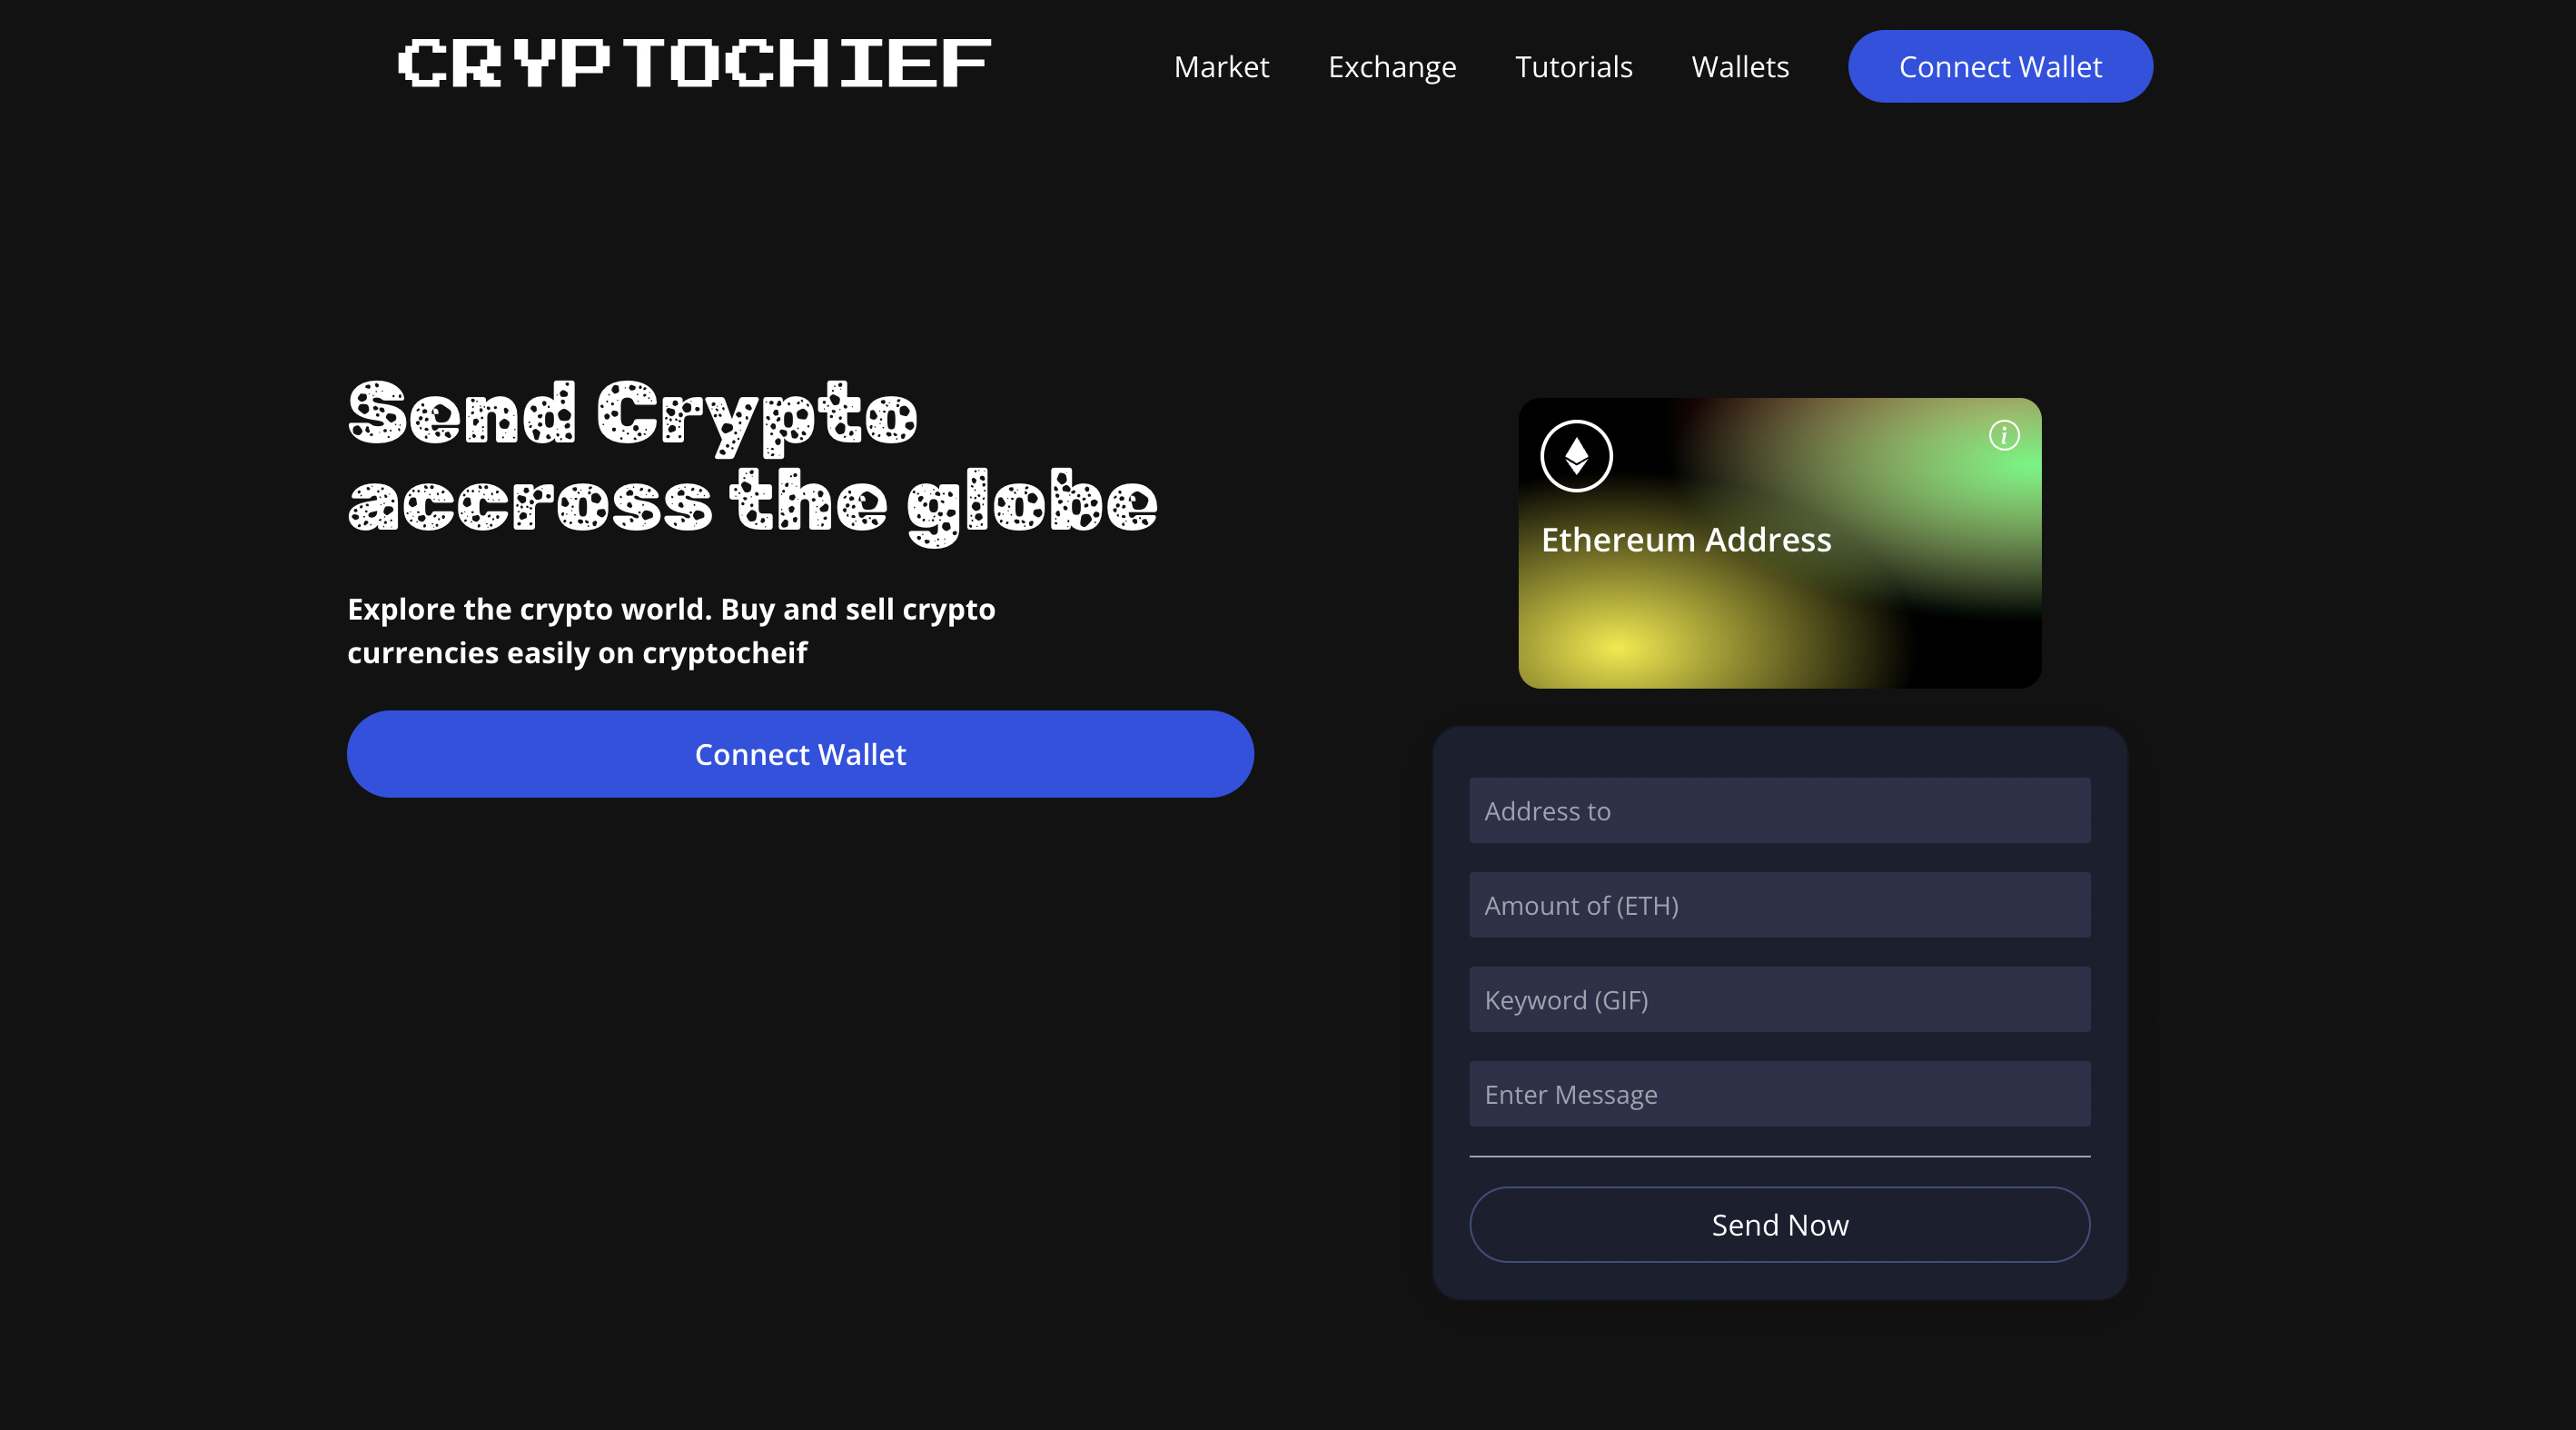 CRYPTOCHIEF
Market
Exchange
Tutorials
Wallets
Connect Wallet
Send Crypto
accross the globe
Explore the crypto world. Buy and sell crypto
currencies easily on cryptocheif
Connect Wallet
i
Ethereum Address
Address to
Amount of (ETH)
Keyword (GIF)
Enter Message
Send Now